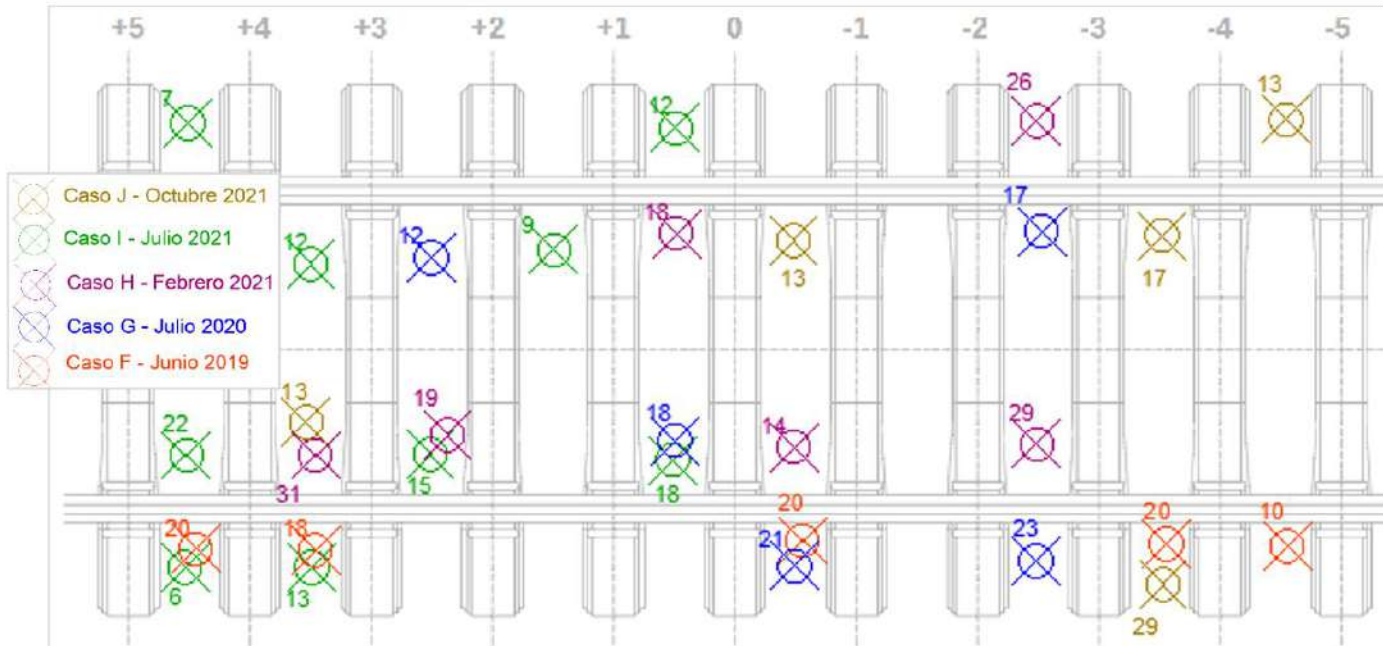 +5 +4 +3 +2 +1 0 -1 -2 -3 -4 -5
7 12 26 13
Caso J - Octubre 2021
Caso I - Julio 2021
Caso H - Febrero 2021
Caso G - Julio 2020
Caso F - Junio 2019
12 12 9 18 13 17 17
13 19 18 14 29
22 15 18
31
20 18 20 21 23 20 10
6 13 29